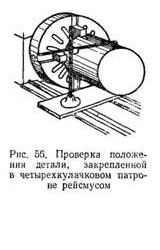 Рис. 56. Проверка положе-
ния детали, закрепленной
в четырехкулачковом патро-
не рейсмусом